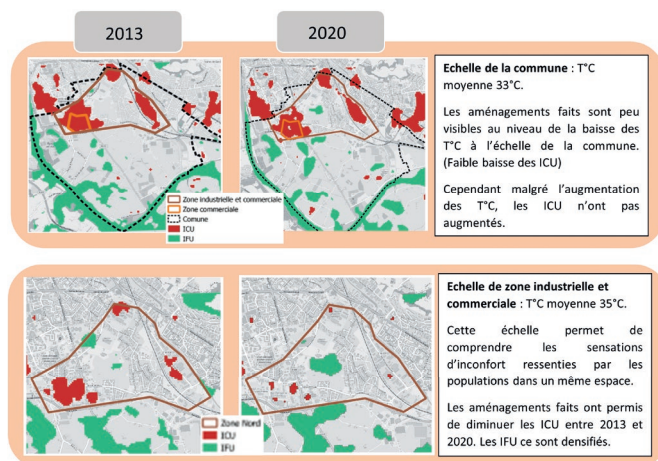 2013
2020
Echelle de la commune : T°C
moyenne 33°C.
Les aménagements faits sont peu
visibles au niveau de la baisse des
T°C à l'échelle de la commune.
(Faible baisse des ICU)
Cependant malgré l'augmentation
des T°C, les ICU n'ont pas
augmentés.
Zone industrielle et commerciale
Zone commerciale
Comune
ICU
IFU
Echelle de zone industrielle et
commerciale : T°C moyenne 35°C.
Cette échelle permet de
comprendre les sensations
d'inconfort ressenties par les
populations dans un même espace.
Les aménagements faits ont permis
de diminuer les ICU entre 2013 et
2020. Les IFU ce sont densifiés.
Zone Nord
ICU
IFU